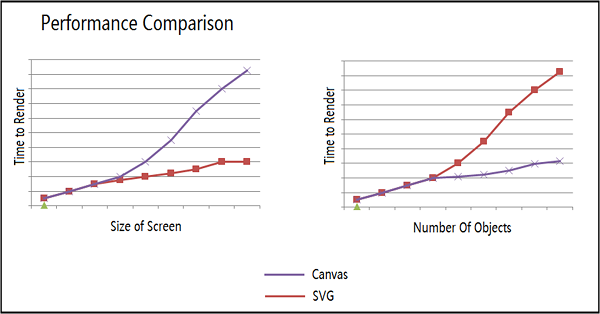 Performance Comparison
Time to Render
Size of Screen
Time to Render
Number Of Objects
Canvas
SVG